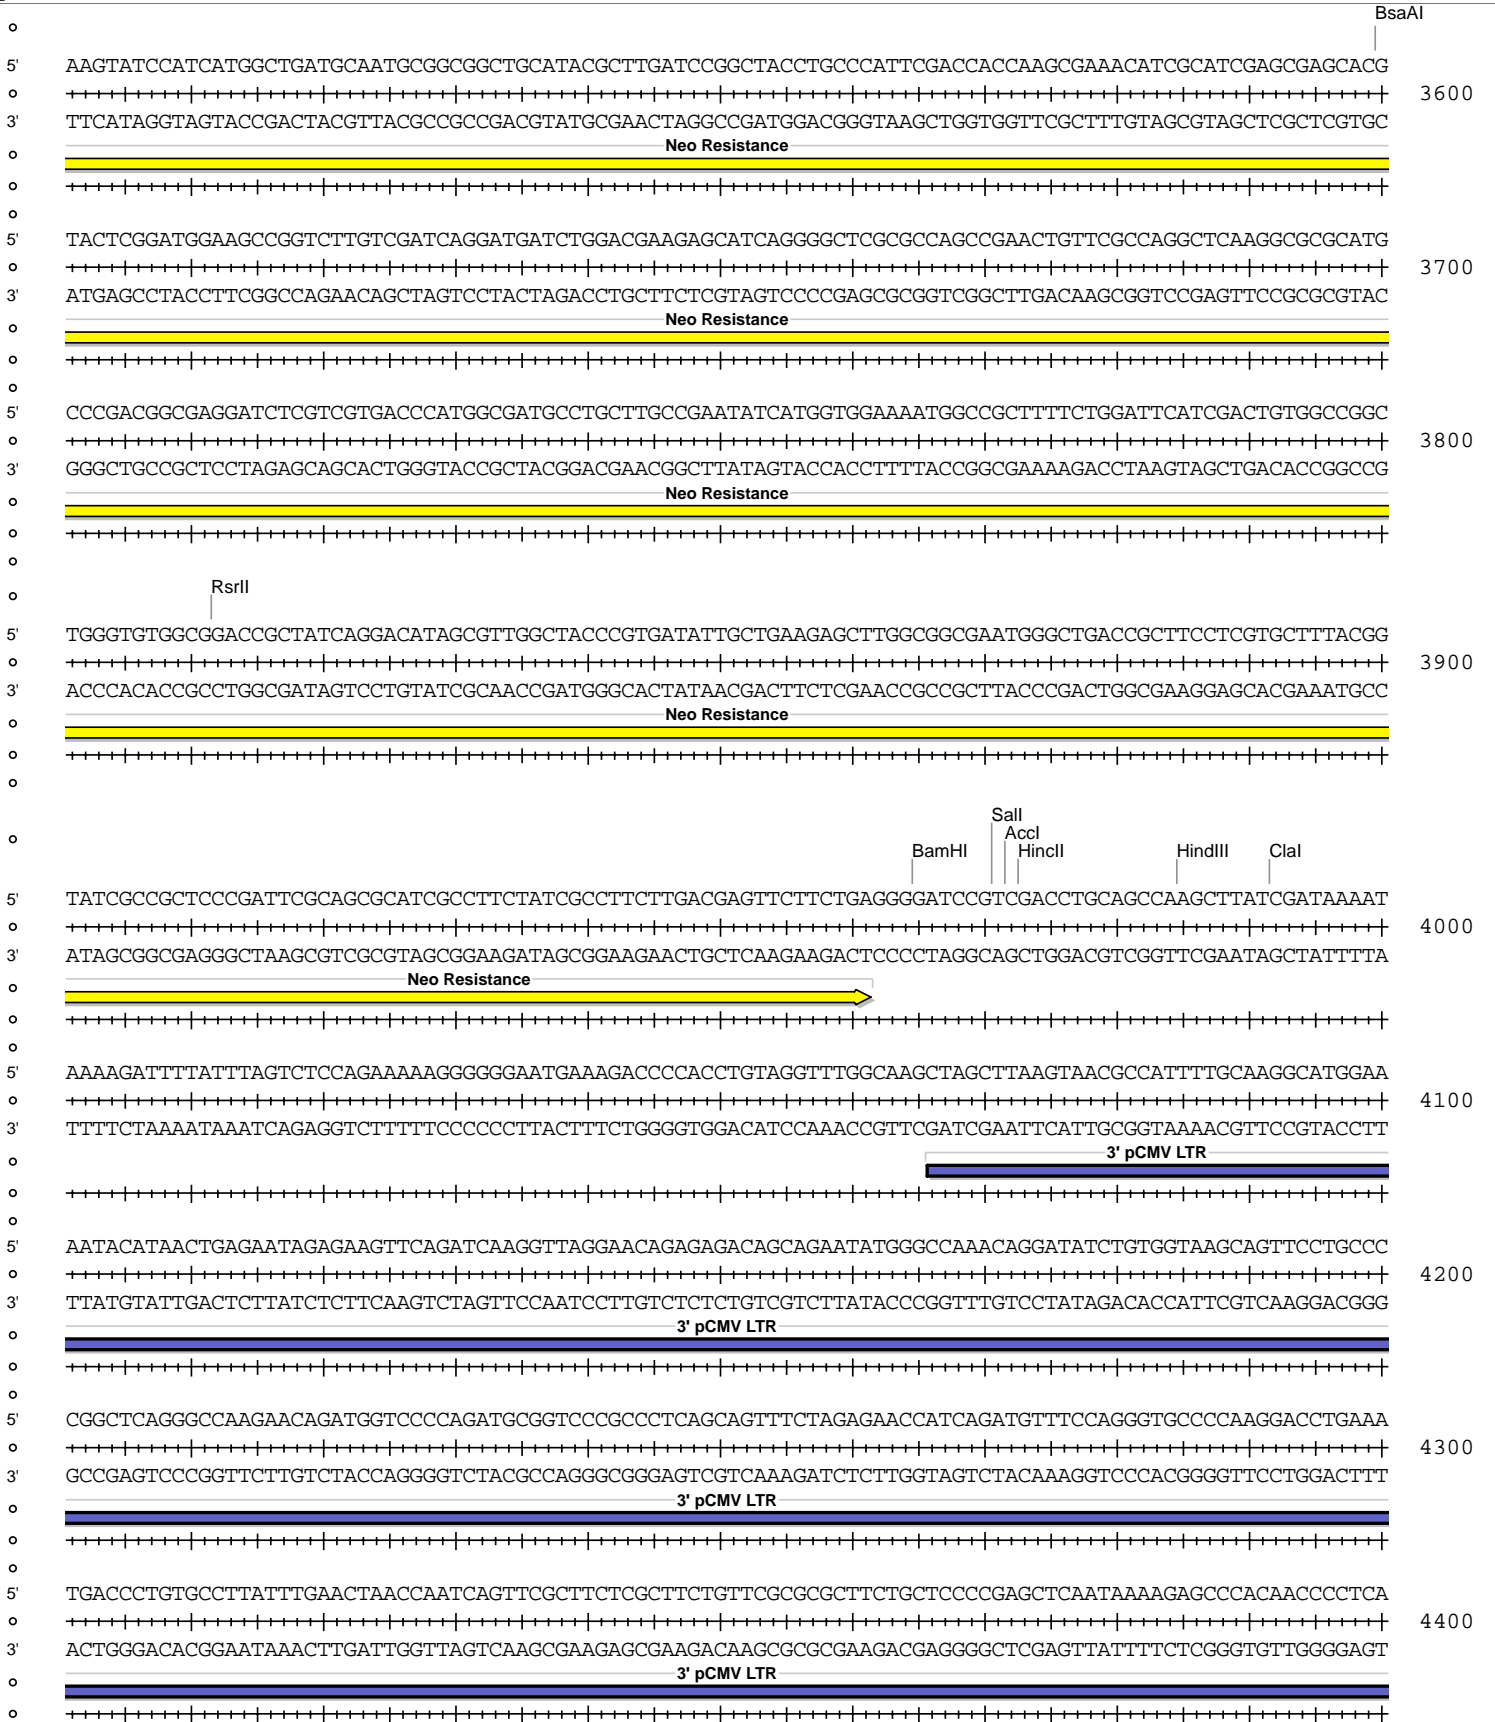 BsaAI
5' AAGTATCCATCATGGCTGATGCAATGCGGCGGCTGCATACGCTTGATCCGGCTACCTGCCCATTCGACCACCAAGCGAAACATCGCATCGAGCGAGCACG
3600
3' TTCATAGGTAGTACCGACTACGTTACGCCGCCGACGTATGCGAACTAGGCCGATGGACGGGTAAGCTGGTGGTTCGCTTTGTAGCGTAGCTCGCTCGTGC
Neo Resistance
5' TACTCGGATGGAAGCCGGTCTTGTCGATCAGGATGATCTGGACGAAGAGCATCAGGGGCTCGCGCCAGCCGAACTGTTCGCCAGGCTCAAGGCGCGCATG
3700
3' ATGAGCCTACCTTCGGCCAGAACAGCTAGTCCTACTAGACCTGCTTCTCGTAGTCCCCGAGCGCGGTCGGCTTGACAAGCGGTCCGAGTTCCGCGCGTAC
Neo Resistance
5' CCCGACGGCGAGGATCTCGTCGTGACCCATGGCGATGCCTGCTTGCCGAATATCATGGTGGAAAATGGCCGCTTTTCTGGATTCATCGACTGTGGCCGGC
3800
3' GGGCTGCCGCTCCTAGAGCAGCACTGGGTACCGCTACGGACGAACGGCTTATAGTACCACCTTTTACCGGCGAAAAGACCTAAGTAGCTGACACCGGCCG
Neo Resistance
RsrII
5' TGGGTGTGGCGGACCGCTATCAGGACATAGCGTTGGCTACCCGTGATATTGCTGAAGAGCTTGGCGGCGAATGGGCTGACCGCTTCCTCGTGCTTTACGG
3900
3' ACCCACACCGCCTGGCGATAGTCCTGTATCGCAACCGATGGGCACTATAACGACTTCTCGAACCGCCGCTTACCCGACTGGCGAAGGAGCACGAAATGCC
Neo Resistance
SalI
AccI
BamHI HincII HindIII ClaI
5' TATCGCCGCTCCCGATTCGCAGCGCATCGCCTTCTATCGCCTTCTTGACGAGTTCTTCTGAGGGGATCCGTCGACCTGCAGCCAAGCTTATCGATAAAAT
4000
3' ATAGCGGCGAGGGCTAAGCGTCGCGTAGCGGAAGATAGCGGAAGAACTGCTCAAGAAGACTCCCCTAGGCAGCTGGACGTCGGTTCGAATAGCTATTTTA
Neo Resistance
5' AAAAGATTTTATTTAGTCTCCAGAAAAAGGGGGGAATGAAAGACCCCACCTGTAGGTTTGGCAAGCTAGCTTAAGTAACGCCATTTTGCAAGGCATGGAA
4100
3' TTTTCTAAAATAAATCAGAGGTCTTTTTCCCCCCTTACTTTCTGGGGTGGACATCCAAACCGTTCGATCGAATTCATTGCGGTAAAACGTTCCGTACCTT
3' pCMV LTR
5' AATACATAACTGAGAATAGAGAAGTTCAGATCAAGGTTAGGAACAGAGAGACAGCAGAATATGGGCCAAACAGGATATCTGTGGTAAGCAGTTCCTGCCC
4200
3' TTATGTATTGACTCTTATCTCTTCAAGTCTAGTTCCAATCCTTGTCTCTCTGTCGTCTTATACCCGGTTTGTCCTATAGACACCATTCGTCAAGGACGGG
3' pCMV LTR
5' CGGCTCAGGGCCAAGAACAGATGGTCCCCAGATGCGGTCCCGCCCTCAGCAGTTTCTAGAGAACCATCAGATGTTTCCAGGGTGCCCCAAGGACCTGAAA
4300
3' GCCGAGTCCCGGTTCTTGTCTACCAGGGGTCTACGCCAGGGCGGGAGTCGTCAAAGATCTCTTGGTAGTCTACAAAGGTCCCACGGGGTTCCTGGACTTT
3' pCMV LTR
5' TGACCCTGTGCCTTATTTGAACTAACCAATCAGTTCGCTTCTCGCTTCTGTTCGCGCGCTTCTGCTCCCCGAGCTCAATAAAAGAGCCCACAACCCCTCA
4400
3' ACTGGGACACGGAATAAACTTGATTGGTTAGTCAAGCGAAGAGCGAAGACAAGCGCGCGAAGACGAGGGGCTCGAGTTATTTTCTCGGGTGTTGGGGAGT
3' pCMV LTR